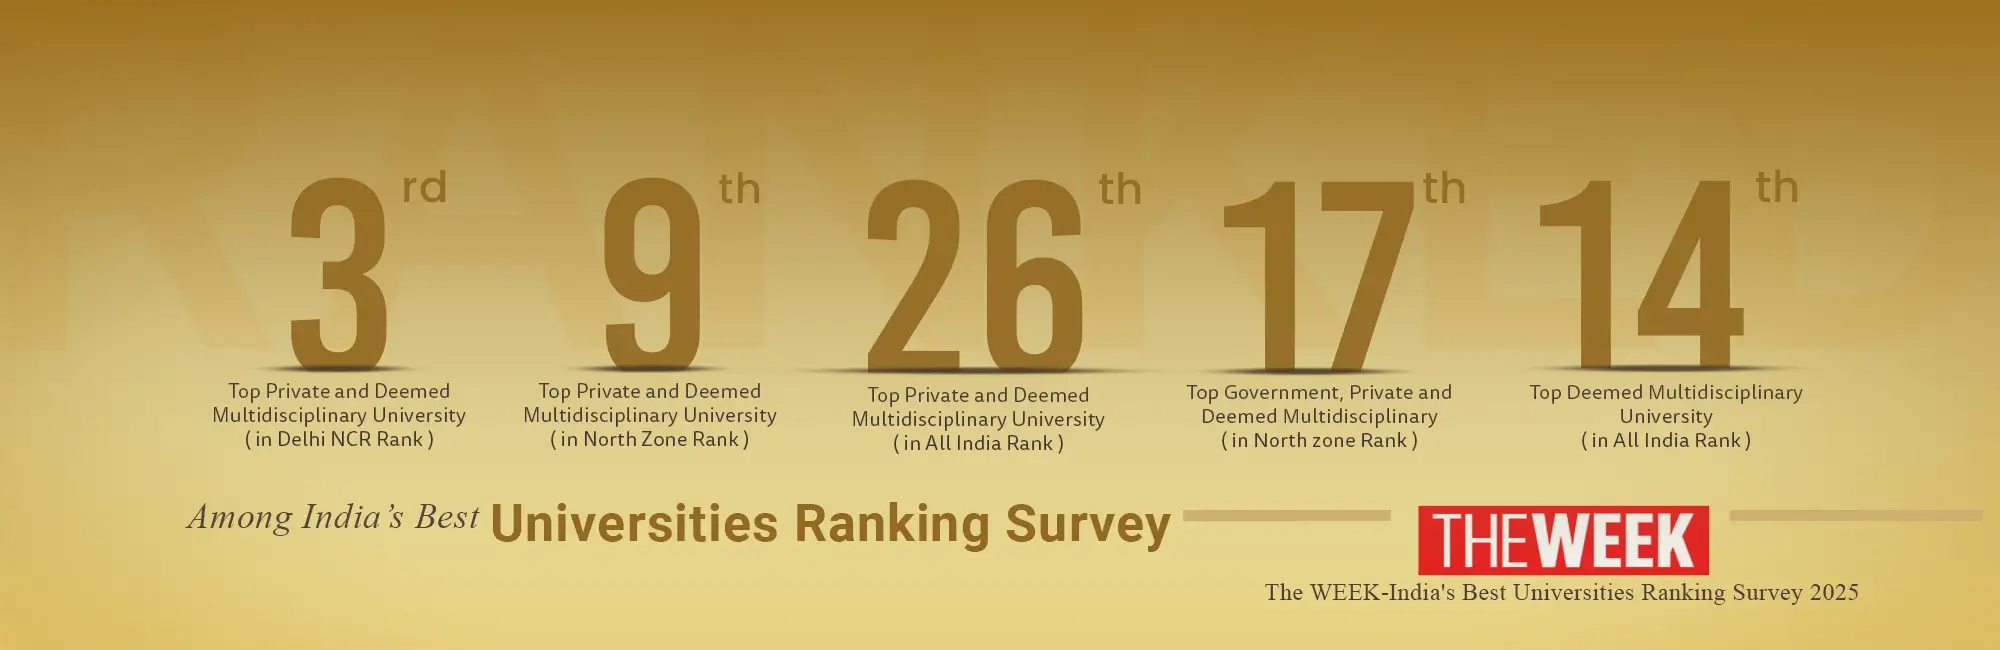 3rd
Top Private and Deemed
Multidisciplinary University
( in Delhi NCR Rank )
9th
Top Private and Deemed
Multidisciplinary University
( in North Zone Rank )
26th
Top Private and Deemed
Multidisciplinary University
( in All India Rank )
17th
Top Government, Private and
Deemed Multidisciplinary
( in North zone Rank )
14th
Top Deemed Multidisciplinary
University
( in All India Rank )
Among India’s Best Universities Ranking Survey
THE WEEK
The WEEK-India's Best Universities Ranking Survey 2025